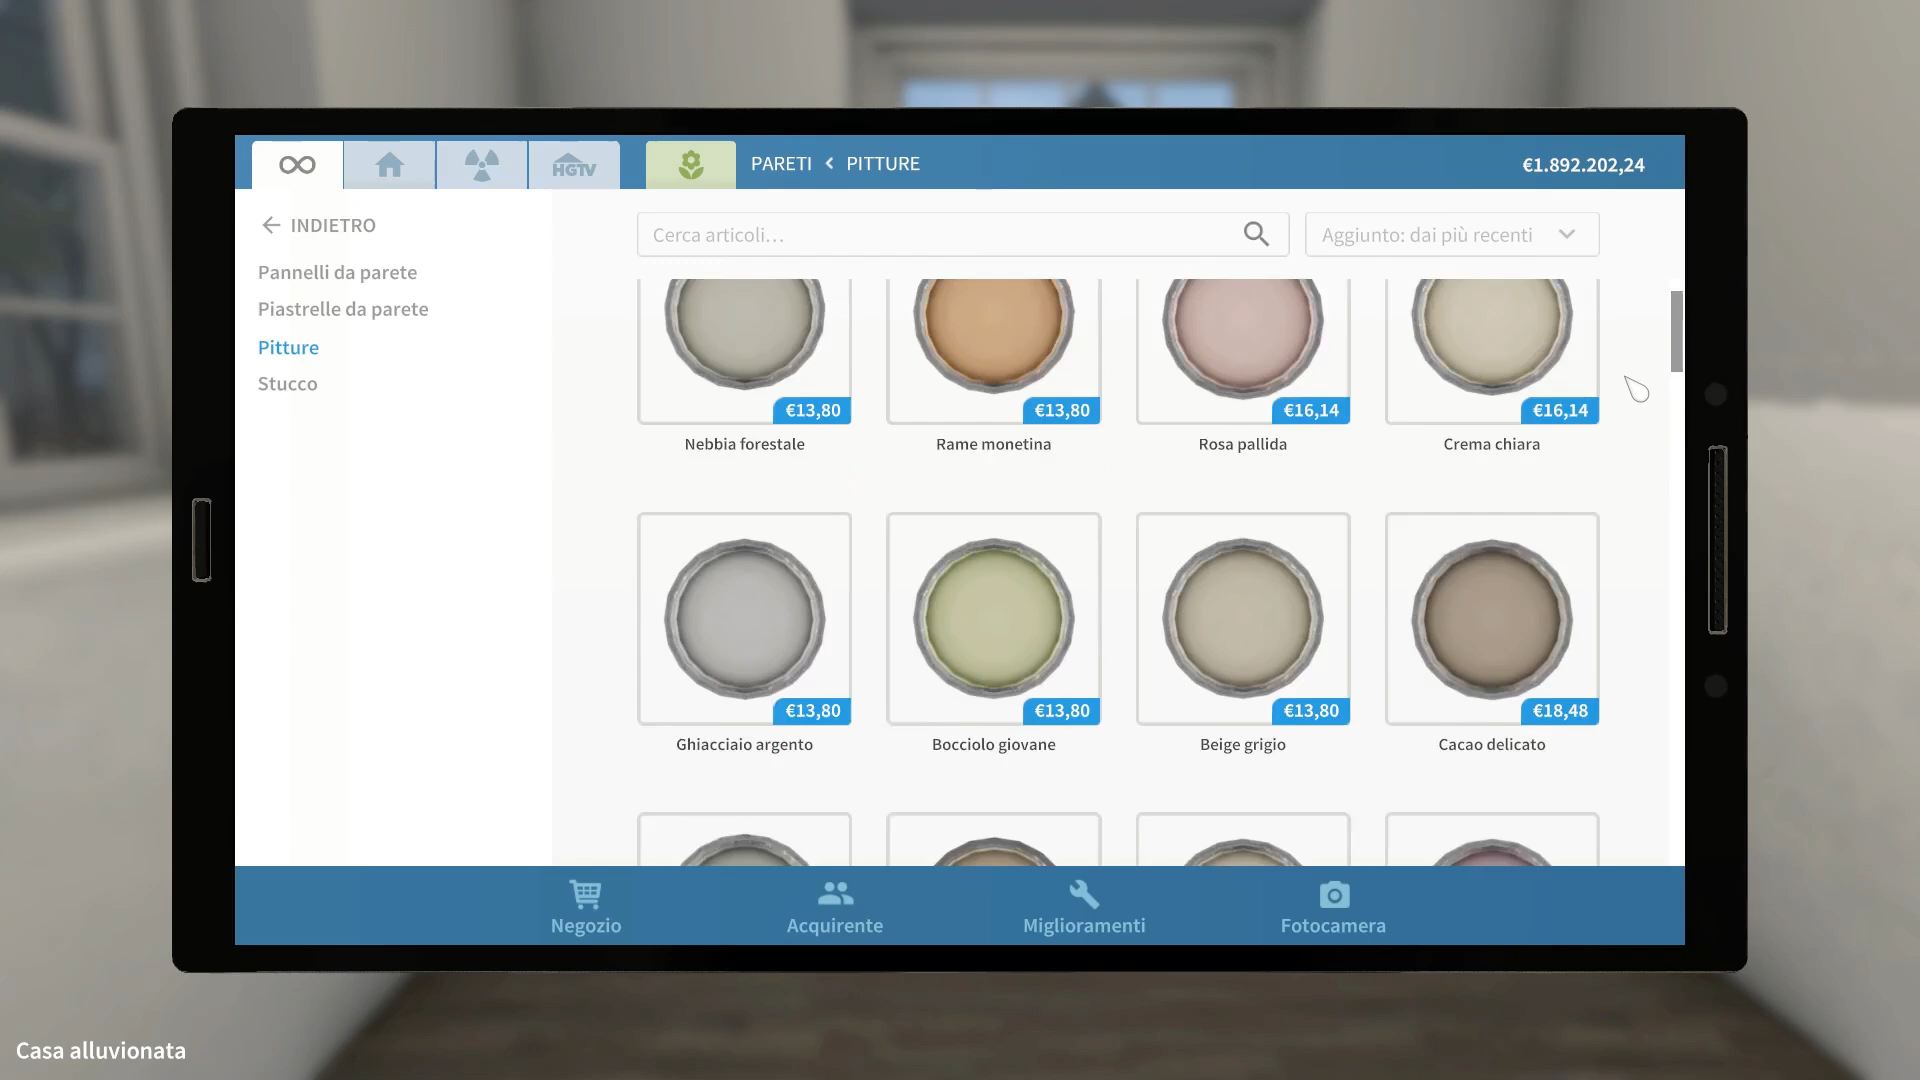 HGTV
PARETI < PITTURE
€1.892.202,24
INDIETRO
Pannelli da parete
Piastrelle da parete
Pitture
Stucco
Cerca articoli...
Aggiunto: dai più recenti
€13,80
€13,80
€16,14
€16,14
Nebbia forestale
Rame monetina
Rosa pallida
Crema chiara
€13,80
€13,80
€13,80
€18,48
Ghiacciaio argento
Bocciolo giovane
Beige grigio
Cacao delicato
Negozio
Acquirente
Miglioramenti
Fotocamera
Casa alluvionata